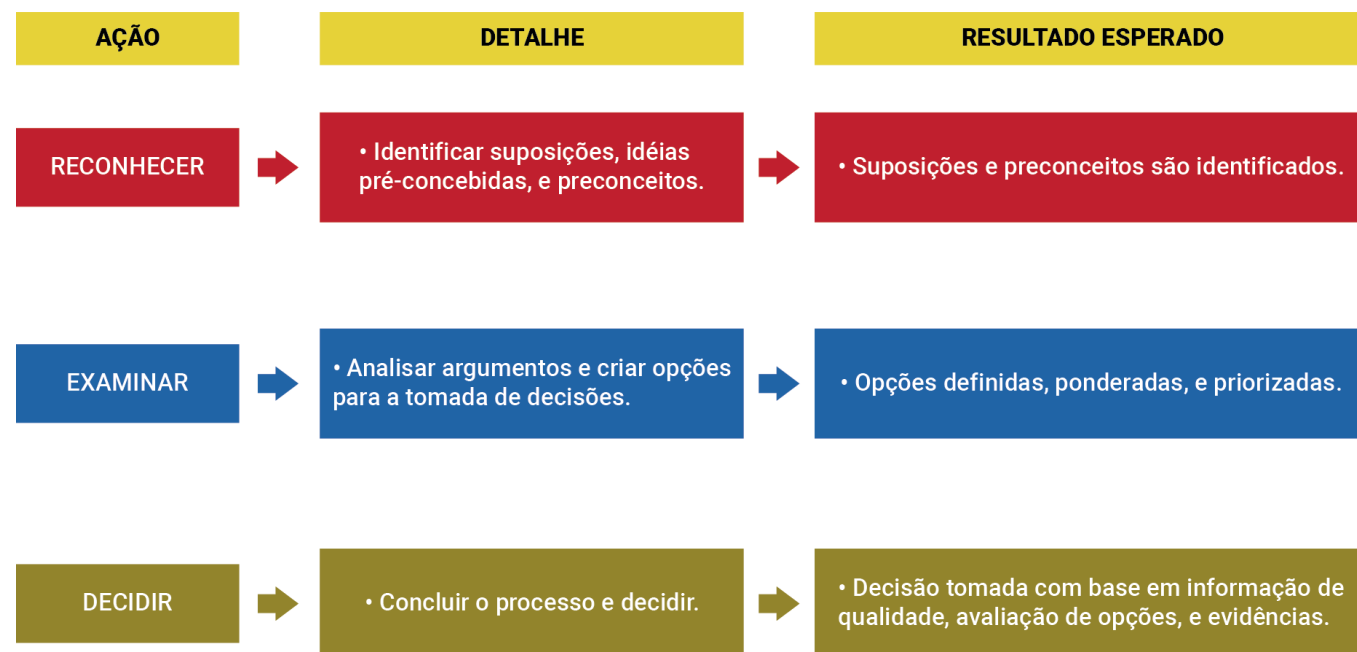 AÇÃO
DETALHE
RESULTADO ESPERADO
RECONHECER
• Identificar suposições, idéias
pré-concebidas, e preconceitos.
• Suposições e preconceitos são identificados.
EXAMINAR
• Analisar argumentos e criar opções
para a tomada de decisões.
• Opções definidas, ponderadas, e priorizadas.
DECIDIR
• Concluir o processo e decidir.
• Decisão tomada com base em informação de
qualidade, avaliação de opções, e evidências.